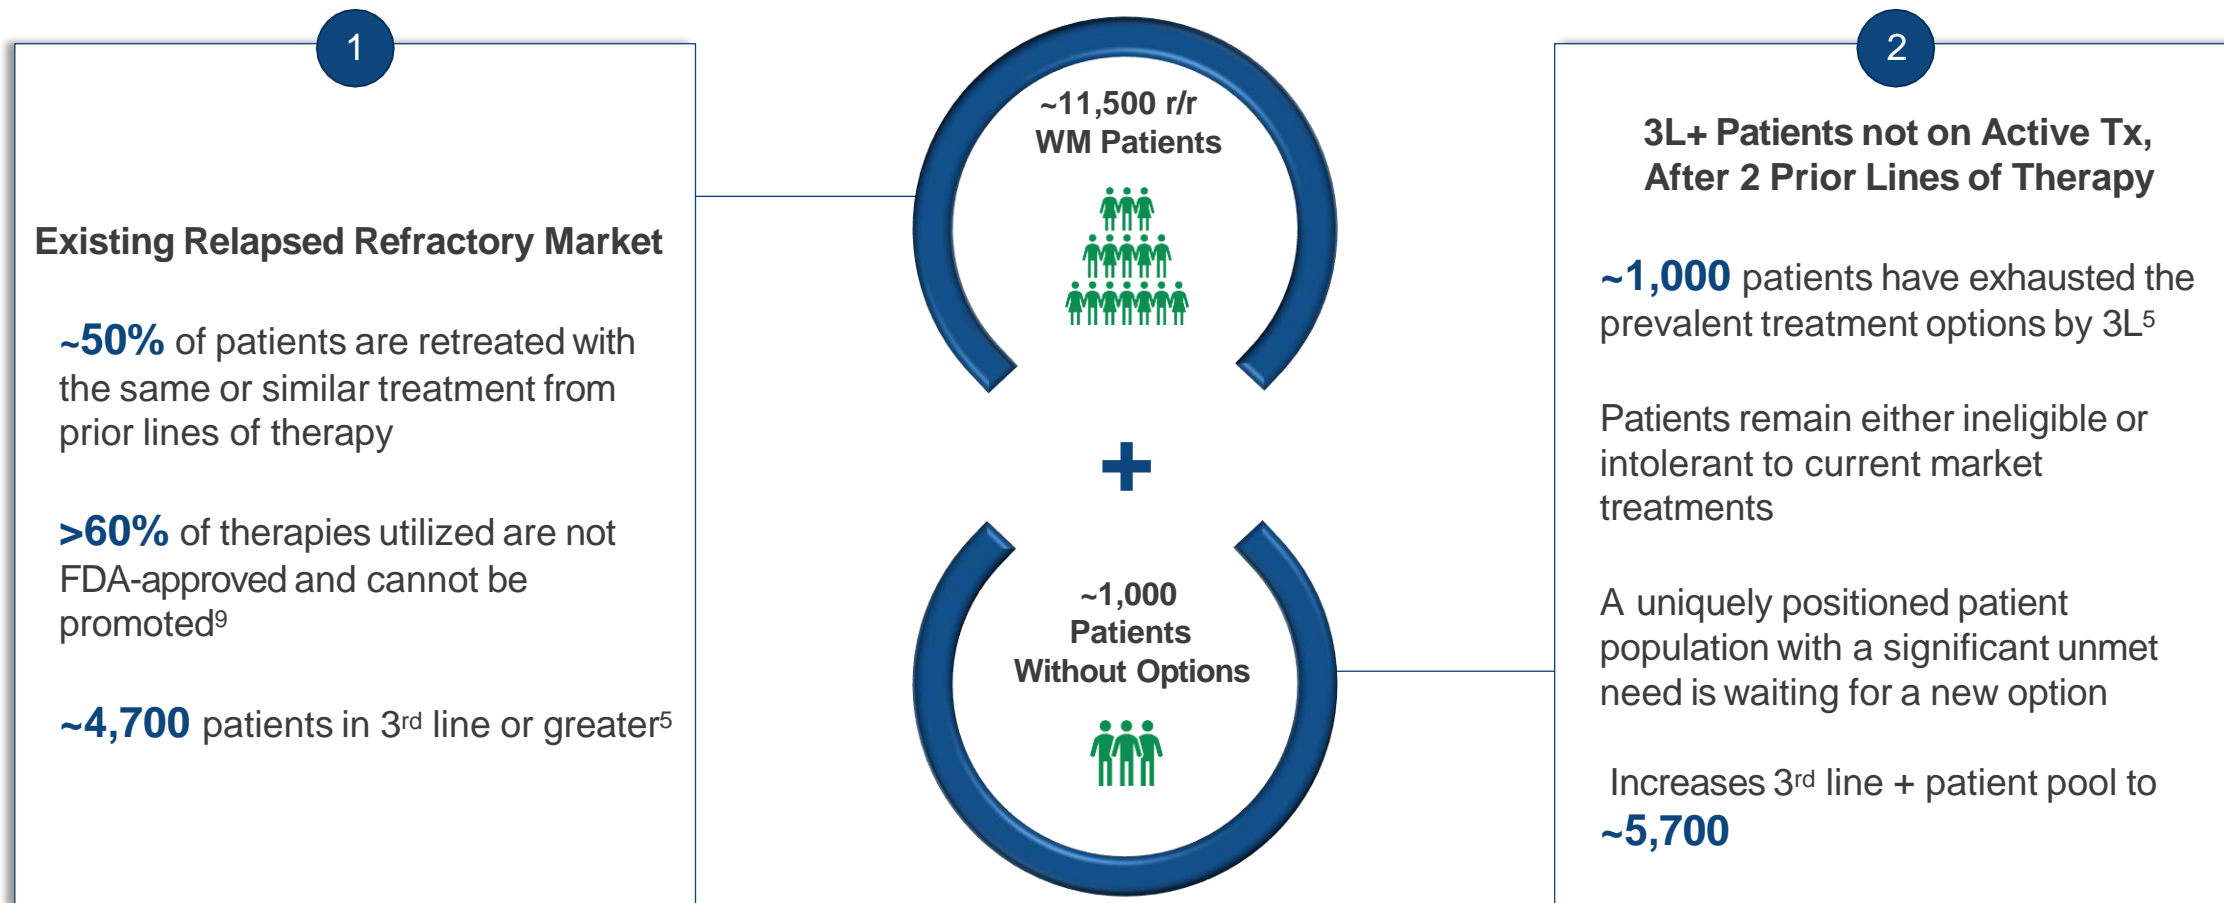 1
Existing Relapsed Refractory Market
~50% of patients are retreated with
the same or similar treatment from
prior lines of therapy
>60% of therapies utilized are not
FDA-approved and cannot be
promoted⁹
~4,700 patients in 3ʳᵈ line or greater⁵
~11,500 r/r
WM Patients
+
~1,000
Patients
Without Options
2
3L+ Patients not on Active Tx,
After 2 Prior Lines of Therapy
~1,000 patients have exhausted the
prevalent treatment options by 3L⁵
Patients remain either ineligible or
intolerant to current market
treatments
A uniquely positioned patient
population with a significant unmet
need is waiting for a new option
Increases 3ʳᵈ line + patient pool to
~5,700